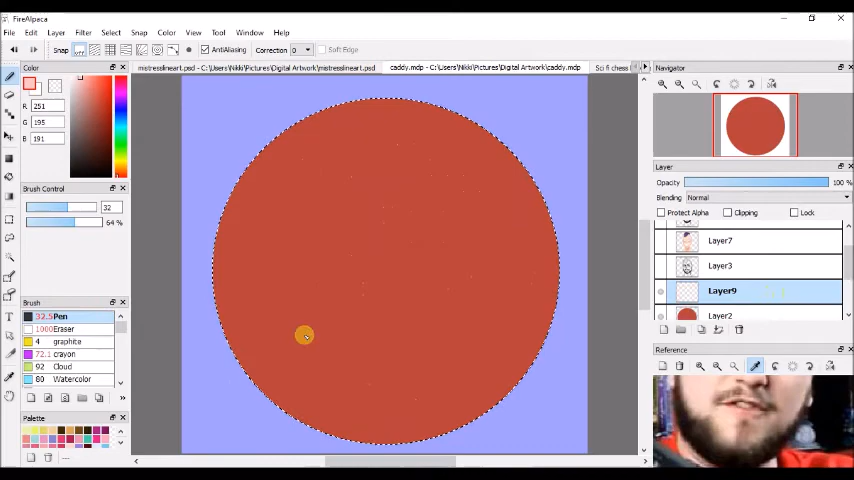 FireAlpaca
File Edit Layer Filter Select Snap Color View Tool Window Help
Snap AntiAliasing Correction 0 Soft Edge
mistresslineart.psd - C:\Users\Nikki\Pictures\Digital Artwork\mistresslineart.psd caddy.mdp - C:\Users\Nikki\Pictures\Digital Artwork\caddy.mdp Sci fi chess
Color
R 251
G 195
B 191
Brush Control
32
64 %
Brush
32.5 Pen
1000 Eraser
4 graphite
72.1 crayon
92 Cloud
80 Watercolor
Palette
---
Navigator
Layer
Opacity 100 %
Blending Normal
Protect Alpha Clipping Lock
Layer7
Layer3
Layer9
Layer2
Reference